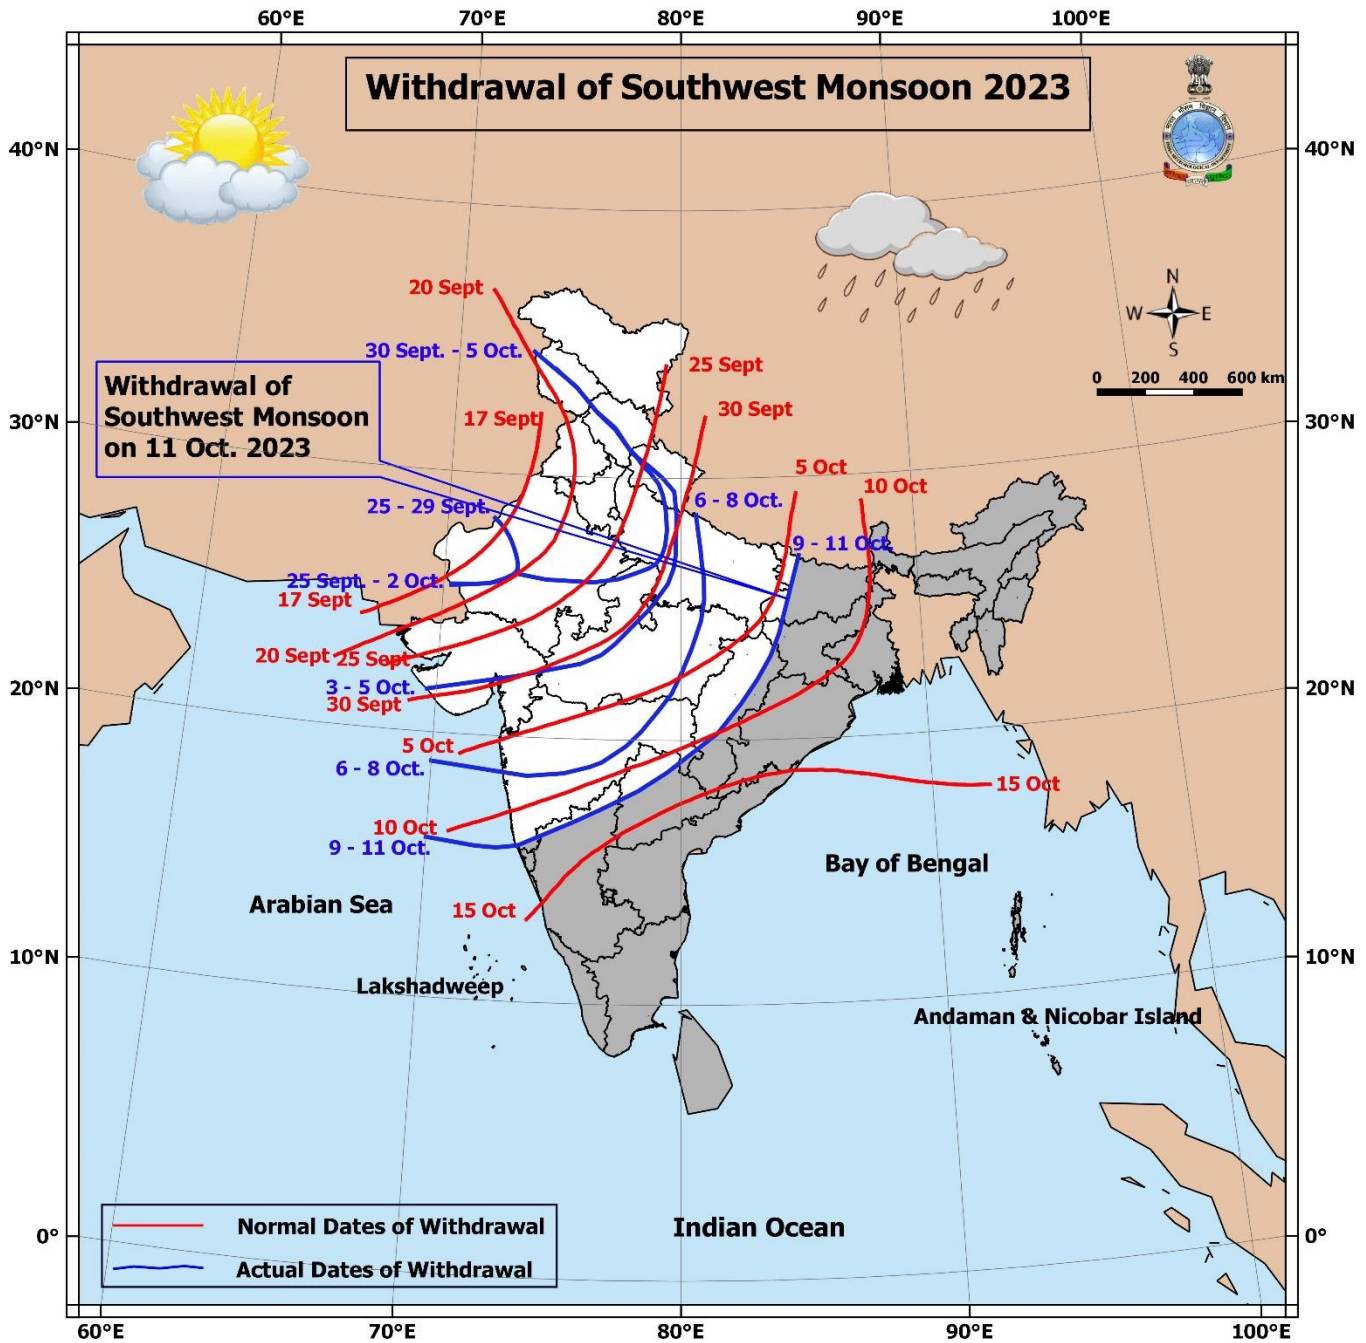 60°E
70°E
80°E
90°E
100°E
Withdrawal of Southwest Monsoon 2023
40°N
40°N
N
W
E
S
20 Sept
30 Sept. - 5 Oct.
25 Sept
0 200 400 600 km
Withdrawal of
Southwest Monsoon
on 11 Oct. 2023
17 Sept
30 Sept
30°N
30°N
5 Oct
10 Oct
25 - 29 Sept.
6 - 8 Oct.
9 - 11 Oct.
25 Sept. - 2 Oct.
17 Sept
20 Sept
25 Sept
3 - 5 Oct.
20°N
20°N
30 Sept
5 Oct
6 - 8 Oct.
15 Oct
10 Oct
9 - 11 Oct.
Bay of Bengal
Arabian Sea
15 Oct
10°N
10°N
Lakshadweep
Andaman & Nicobar Island
Normal Dates of Withdrawal
Indian Ocean
0°
0°
Actual Dates of Withdrawal
60°E
70°E
80°E
90°E
100°E